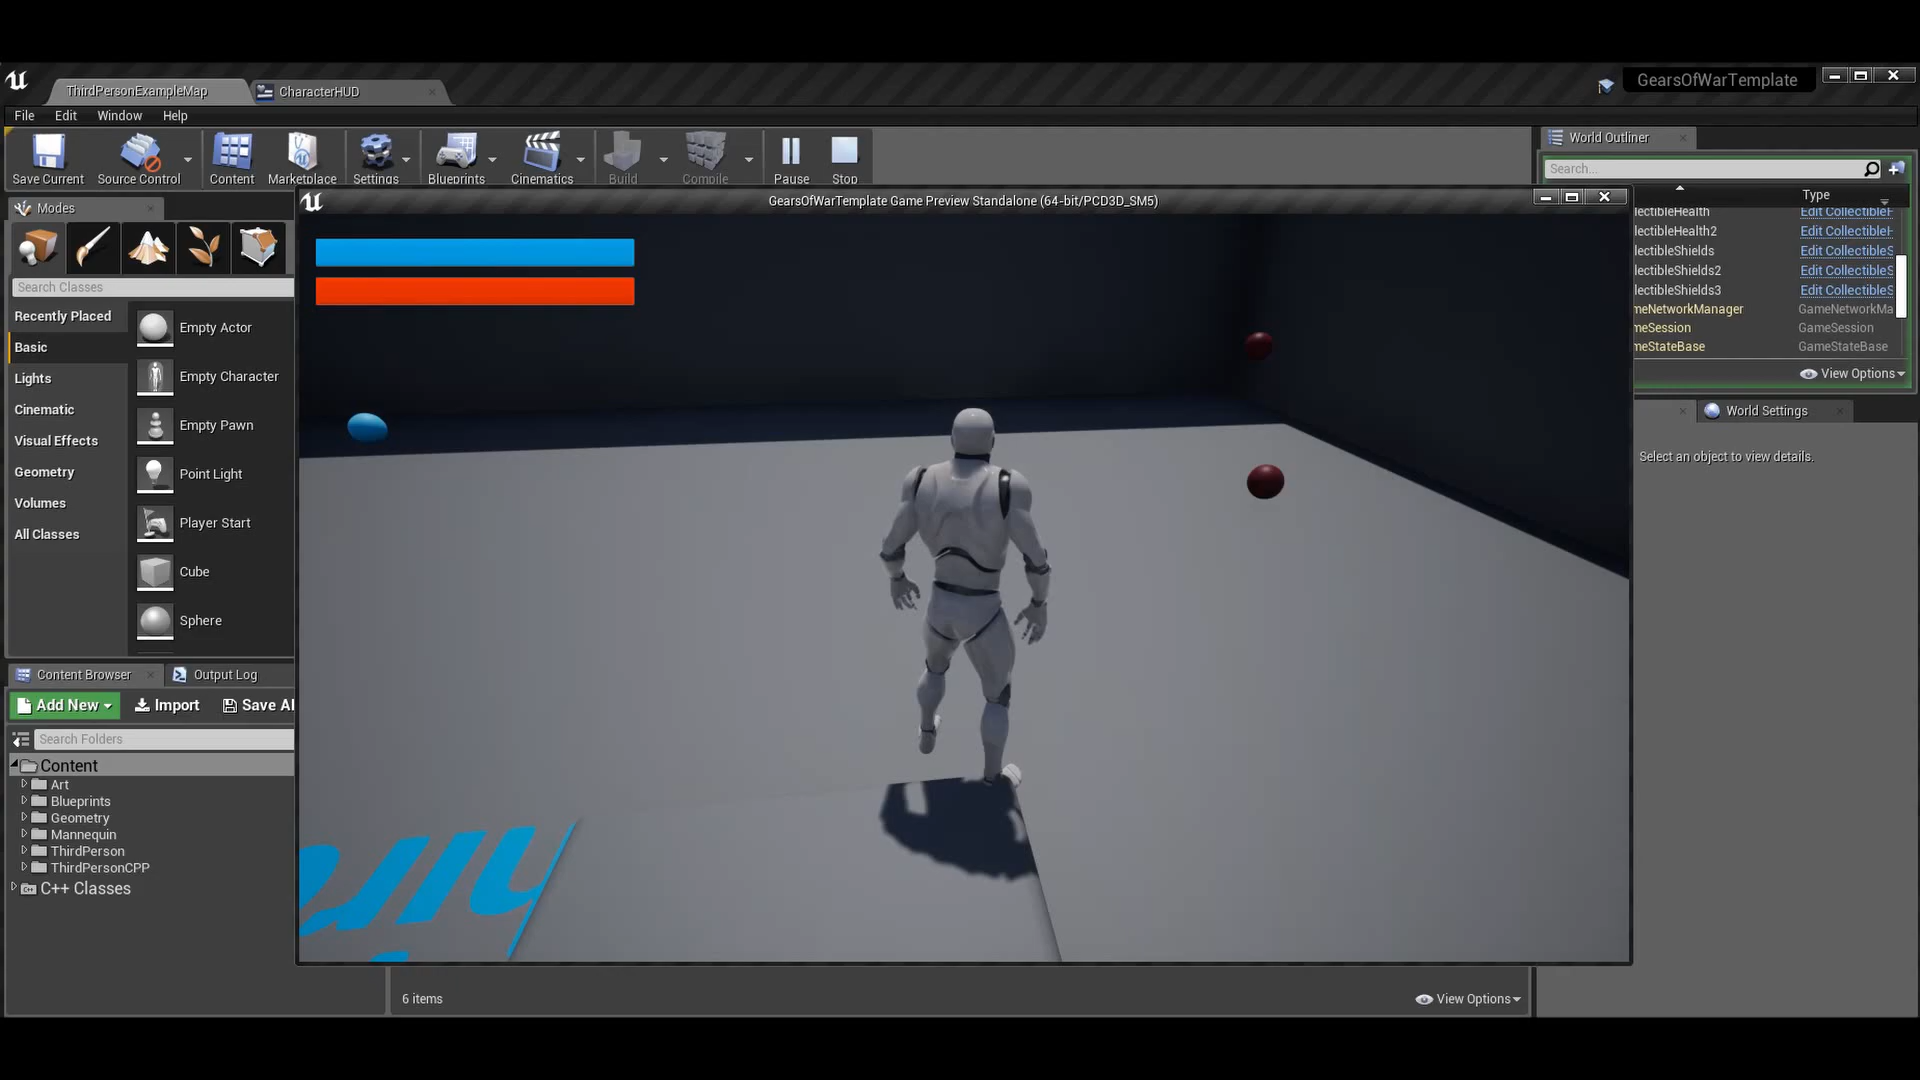 ThirdPersonExampleMap
CharacterHUD
GearsOfWarTemplate
File Edit Window Help
Save Current
Source Control
Content
Marketplace
Settings
Blueprints
Cinematics
Build
Compile
Pause
Stop
World Outliner
Search...
Type
lectibleHealth Edit CollectibleH
lectibleHealth2 Edit CollectibleH
lectibleShields Edit CollectibleS
lectibleShields2 Edit CollectibleS
lectibleShields3 Edit CollectibleS
meNetworkManager GameNetworkMa
meSession GameSession
meStateBase GameStateBase
View Options
World Settings
Select an object to view details.
GearsOfWarTemplate Game Preview Standalone (64-bit/PCD3D_SM5)
Modes
Search Classes
Recently Placed
Basic
Lights
Cinematic
Visual Effects
Geometry
Volumes
All Classes
Empty Actor
Empty Character
Empty Pawn
Point Light
Player Start
Cube
Sphere
Content Browser
Output Log
Add New
Import
Save Al
Search Folders
Content
Art
Blueprints
Geometry
Mannequin
ThirdPerson
ThirdPersonCPP
C++ Classes
6 items
View Options